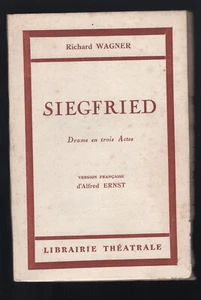 Richard WAGNER
SIEGFRIED
Drame en trois Actes
VERSION FRANÇAISE
d'Alfred ERNST
LIBRAIRIE THÉATRALE